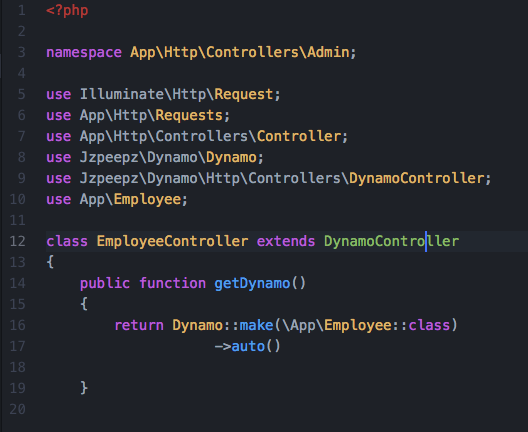 1 <?php
2
3 namespace App\Http\Controllers\Admin;
4
5 use Illuminate\Http\Request;
6 use App\Http\Requests;
7 use App\Http\Controllers\Controller;
8 use Jzpeepz\Dynamo\Dynamo;
9 use Jzpeepz\Dynamo\Http\Controllers\DynamoController;
10 use App\Employee;
11
12 class EmployeeController extends DynamoController
13 {
14     public function getDynamo()
15     {
16         return Dynamo::make(\App\Employee::class)
17                     ->auto()
18
19     }
20